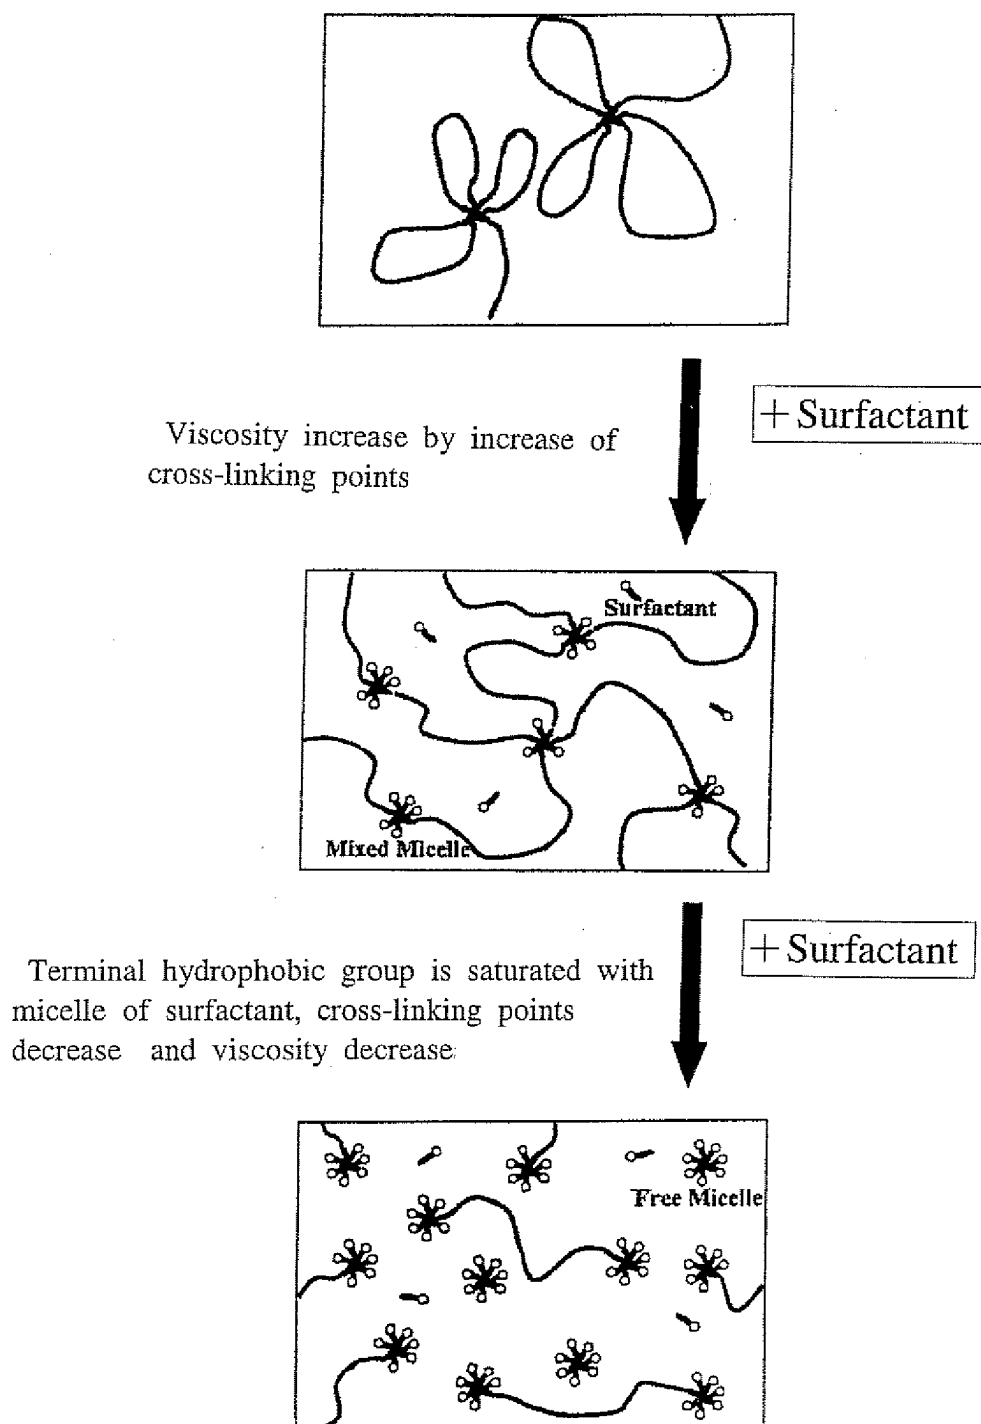 Viscosity increase by increase of
cross-linking points
+ Surfactant
Surfactant
Mixed Micelle
Terminal hydrophobic group is saturated with
micelle of surfactant, cross-linking points
decrease and viscosity decrease
+ Surfactant
Free Micelle